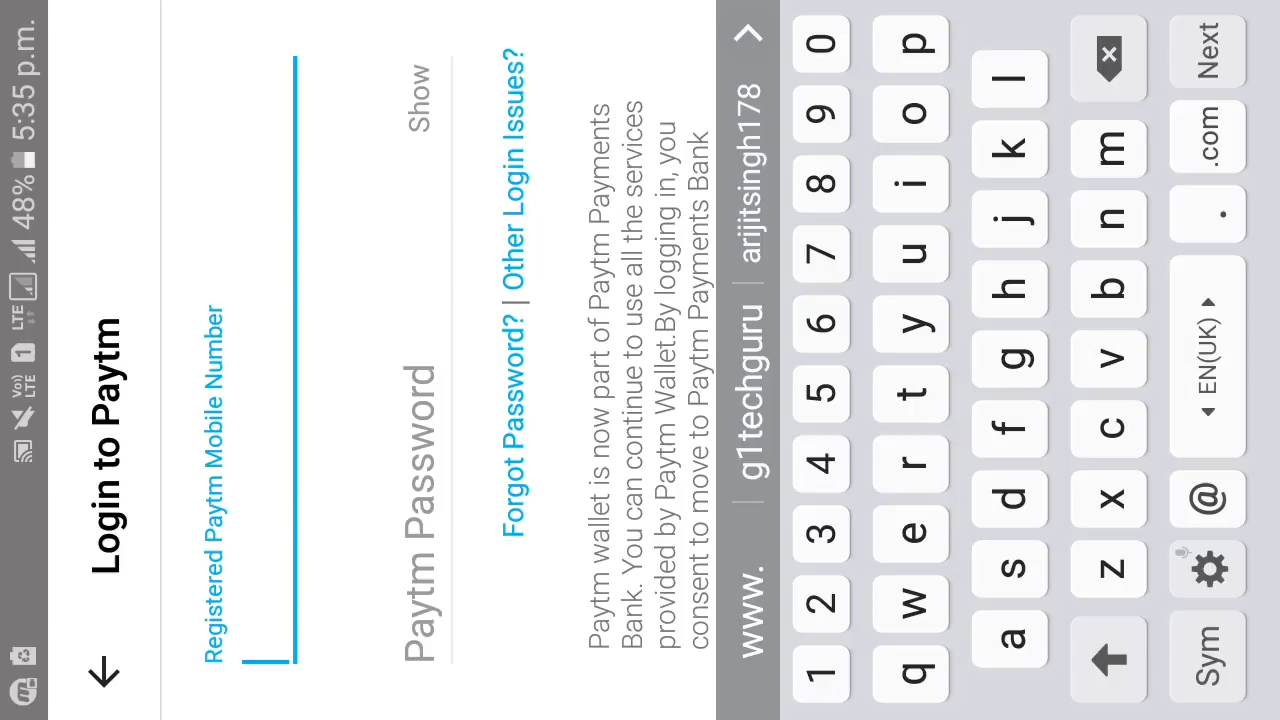 VoLTE 1 LTE 48% 5:35 p.m.
Login to Paytm
Registered Paytm Mobile Number
Paytm Password Show
Forgot Password? | Other Login Issues?
Paytm wallet is now part of Paytm Payments
Bank. You can continue to use all the services
provided by Paytm Wallet.By logging in, you
consent to move to Paytm Payments Bank
www. g1techguru arijitsingh178
1 2 3 4 5 6 7 8 9 0
q w e r t y u i o p
a s d f g h j k l
z x c v b n m
Sym @ EN(UK) . .com Next